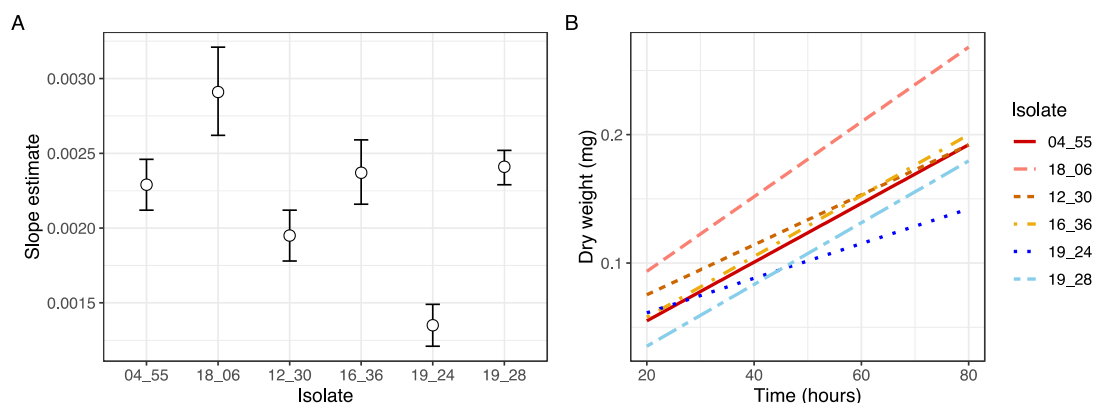 A
Slope estimate
0.0030
0.0025
0.0020
0.0015
04_55 18_06 12_30 16_36 19_24 19_28
Isolate
B
Dry weight (mg)
0.2
0.1
20 40 60 80
Time (hours)
Isolate
04_55
18_06
12_30
16_36
19_24
19_28